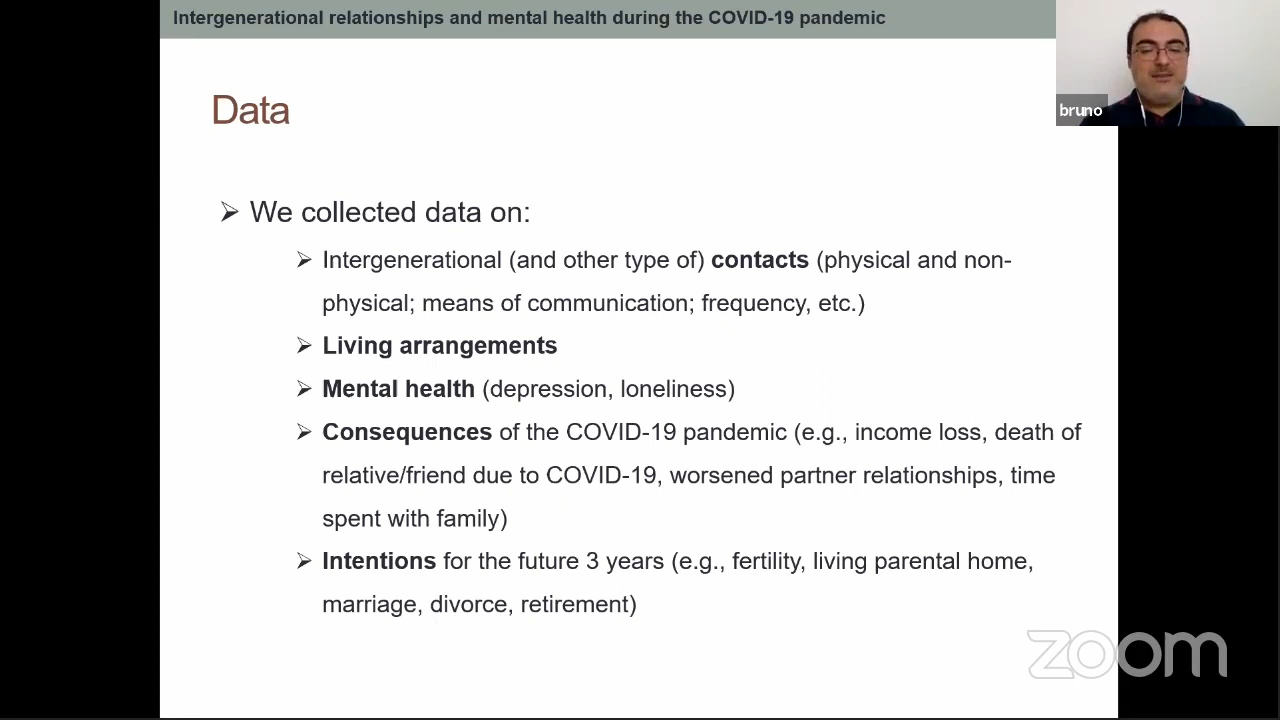 Intergenerational relationships and mental health during the COVID-19 pandemic
bruno
Data
➢ We collected data on:
➢ Intergenerational (and other type of) contacts (physical and non-
physical; means of communication; frequency, etc.)
➢ Living arrangements
➢ Mental health (depression, loneliness)
➢ Consequences of the COVID-19 pandemic (e.g., income loss, death of
relative/friend due to COVID-19, worsened partner relationships, time
spent with family)
➢ Intentions for the future 3 years (e.g., fertility, living parental home,
marriage, divorce, retirement)
zoom